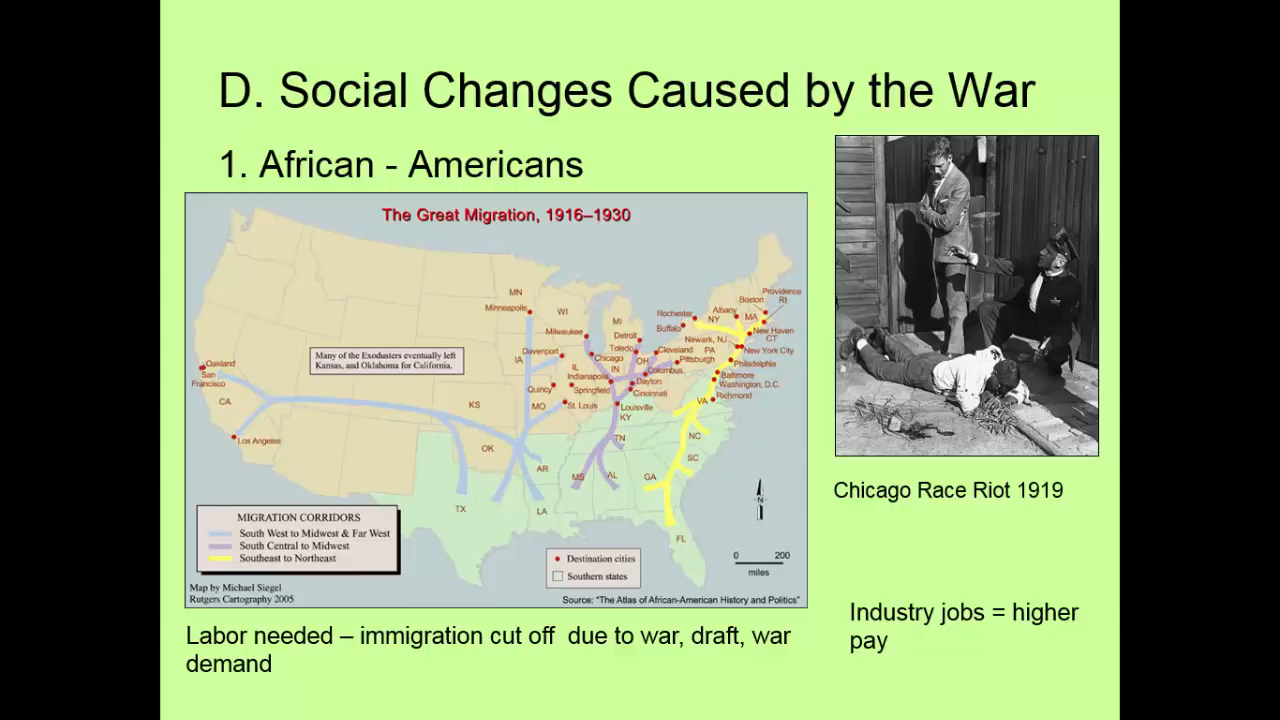 D. Social Changes Caused by the War
1. African - Americans
The Great Migration, 1916–1930
MN
Minneapolis
WI
MI
Milwaukee
Detroit
Toledo
Chicago
Davenport
IA
IL
IN
OH
Indianapolis
Quincy
Springfield
MO
St. Louis
Cleveland
Pittsburgh
Columbus
Dayton
Cincinnati
Louisville
KY
Rochester
Buffalo
Albany
NY
Boston
MA
Providence
RI
New Haven
CT
Newark, NJ
New York City
PA
Philadelphia
Baltimore
Washington, D.C.
Richmond
VA
Many of the Exodusters eventually left
Kansas, and Oklahoma for California.
Oakland
San
Francisco
CA
Los Angeles
KS
OK
AR
TN
NC
SC
MS
AL
GA
TX
LA
FL
MIGRATION CORRIDORS
South West to Midwest & Far West
South Central to Midwest
Southeast to Northeast
Destination cities
Southern states
N
0 200
miles
Map by Michael Siegel
Rutgers Cartography 2005
Source: "The Atlas of African-American History and Politics"
Chicago Race Riot 1919
Labor needed – immigration cut off due to war, draft, war
demand
Industry jobs = higher
pay